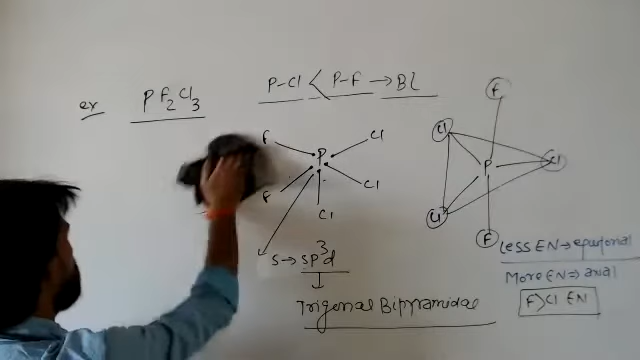 ex PF2Cl3
P-Cl < P-F → BL
F
P
Cl
F
Cl
Cl
S → sp3d
↓
Trigonal Bipyramidal
F
Cl
P
Cl
Cl
F
Less EN → equitorial
More EN → axial
F > Cl EN